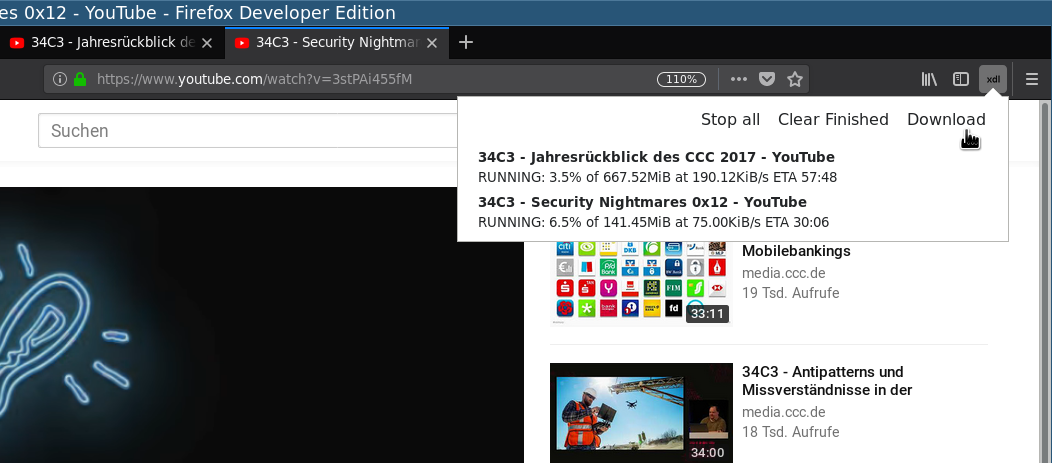 es 0x12 - YouTube - Firefox Developer Edition
34C3 - Jahresrückblick de
34C3 - Security Nightmar
https://www.youtube.com/watch?v=3stPAi455fM
110%
xdl
Suchen
Stop all Clear Finished Download
34C3 - Jahresrückblick des CCC 2017 - YouTube
RUNNING: 3.5% of 667.52MiB at 190.12KiB/s ETA 57:48
34C3 - Security Nightmares 0x12 - YouTube
RUNNING: 6.5% of 141.45MiB at 75.00KiB/s ETA 30:06
Mobilebankings
media.ccc.de
19 Tsd. Aufrufe
33:11
34C3 - Antipatterns und
Missverständnisse in der
media.ccc.de
18 Tsd. Aufrufe
34:00